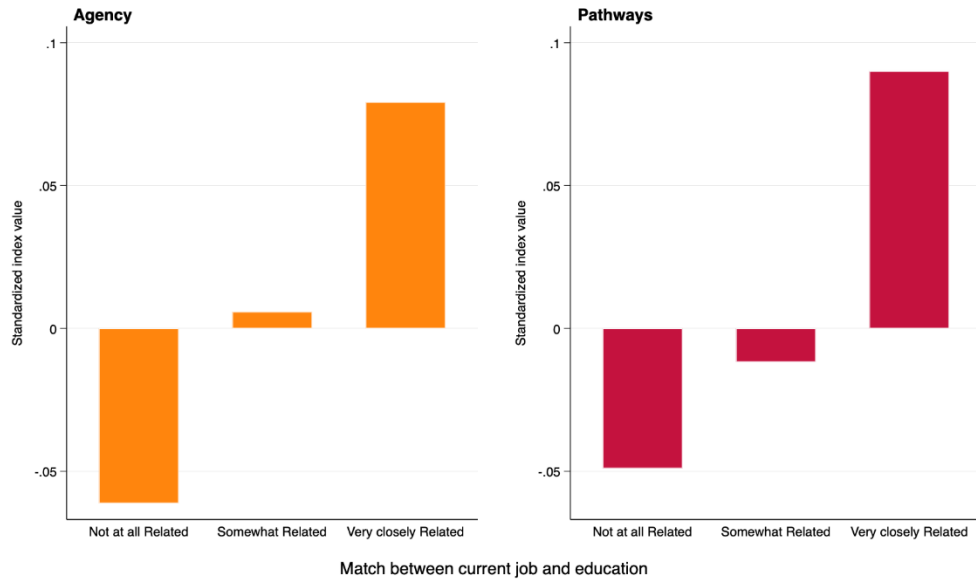 Agency
Standardized index value
.1
.05
0
-.05
Not at all Related
Somewhat Related
Very closely Related
Pathways
Standardized index value
.1
.05
0
-.05
Not at all Related
Somewhat Related
Very closely Related
Match between current job and education